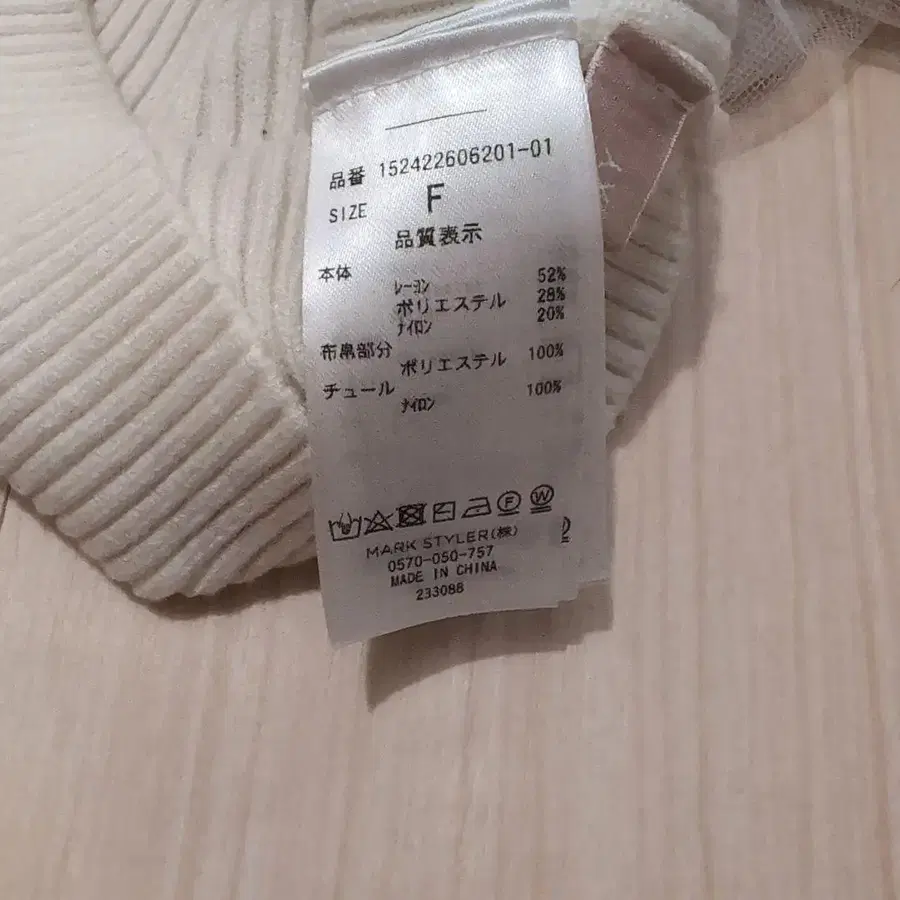 品番 152422606201-01
SIZE F
品質表示
本体
レーヨン 52%
ポリエステル 28%
ナイロン 20%
布帛部分
ポリエステル 100%
チュール
ナイロン 100%
F W
MARK STYLER(株)
0570-050-757
MADE IN CHINA
233088